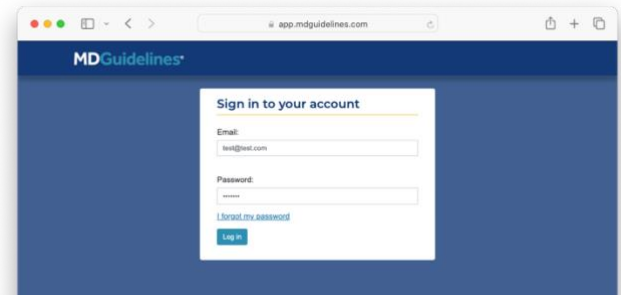 app.mdguidelines.com
MDGuidelines®
Sign in to your account
Email:
test@test.com
Password:
•••••••
I forgot my password
Log in